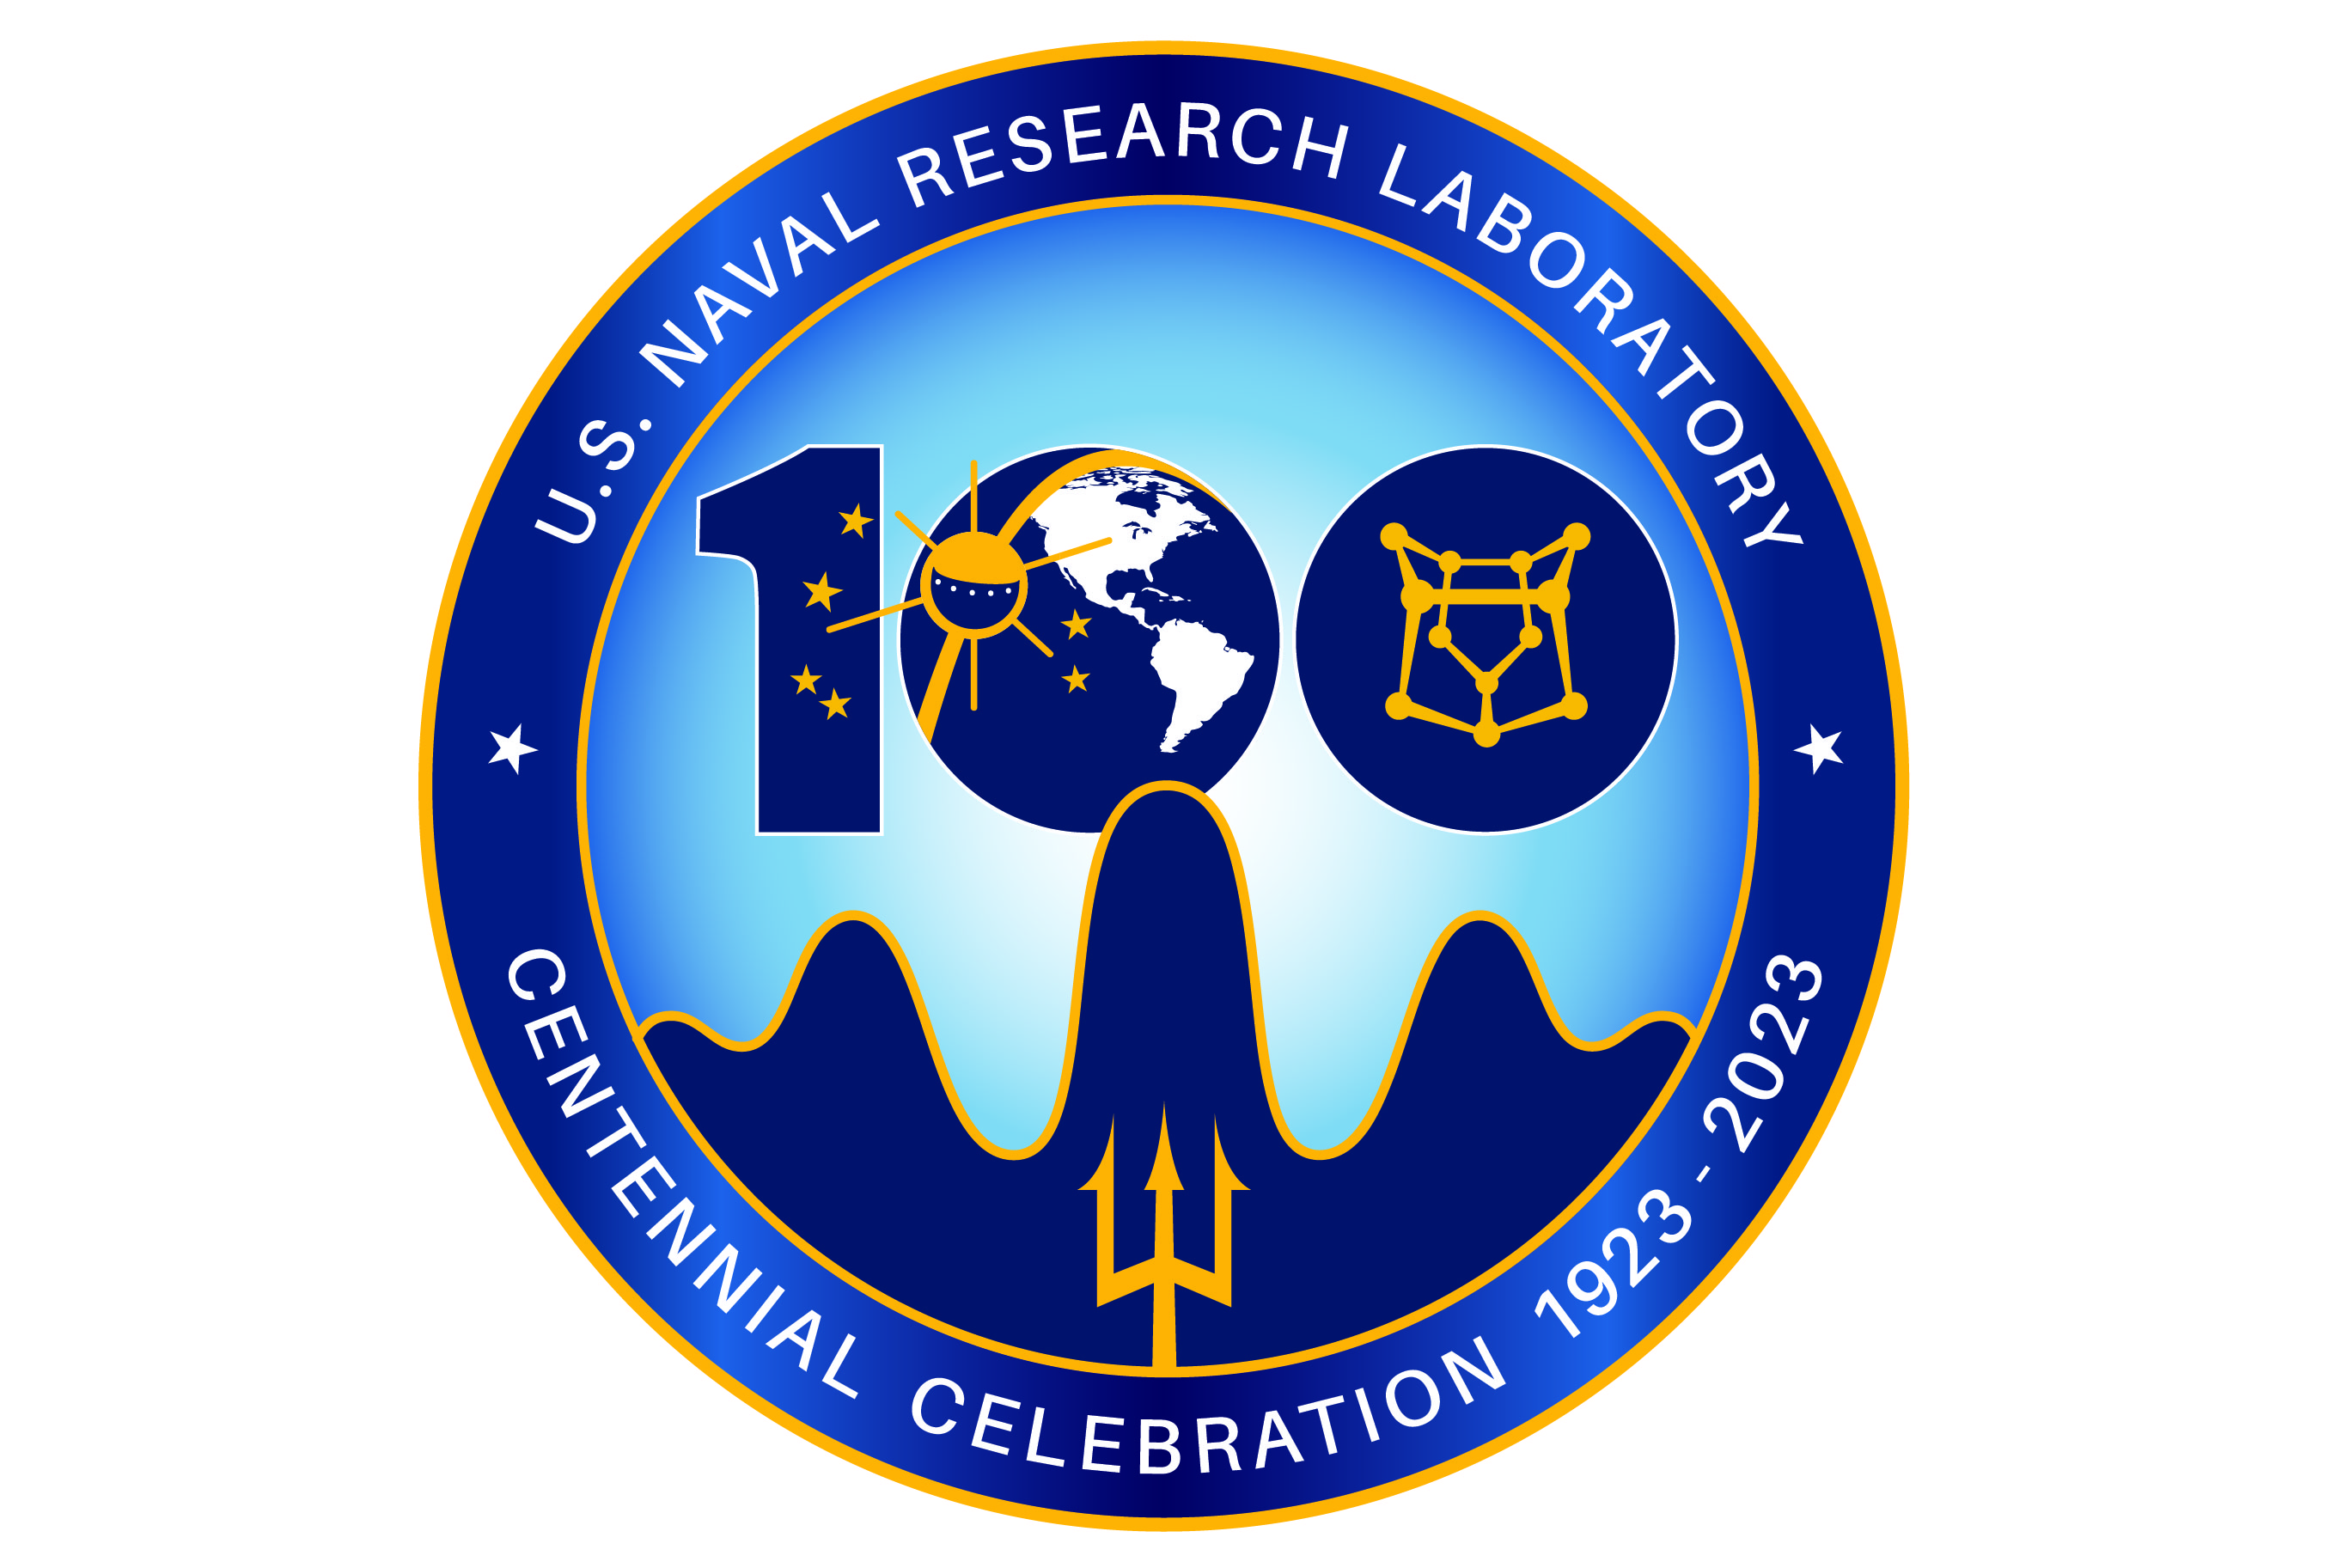 U.S. NAVAL RESEARCH LABORATORY
100
CENTENNIAL CELEBRATION 1923 - 2023